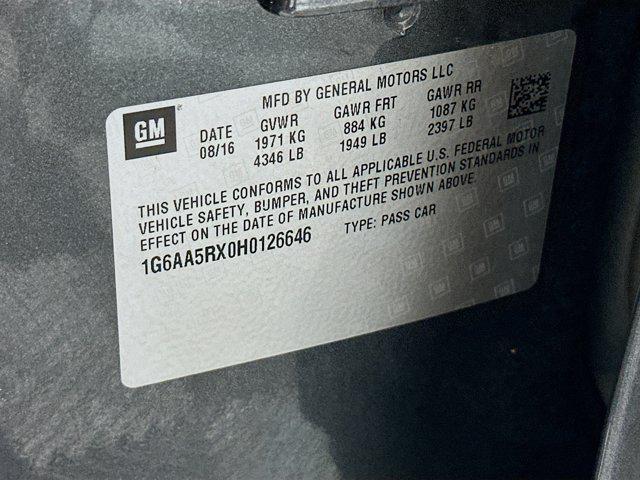 MFD BY GENERAL MOTORS LLC
GM
DATE GVWR GAWR FRT GAWR RR
08/16 1971 KG 884 KG 1087 KG
4346 LB 1949 LB 2397 LB
THIS VEHICLE CONFORMS TO ALL APPLICABLE U.S. FEDERAL MOTOR
VEHICLE SAFETY, BUMPER, AND THEFT PREVENTION STANDARDS IN
EFFECT ON THE DATE OF MANUFACTURE SHOWN ABOVE.
1G6AA5RX0H0126646 TYPE: PASS CAR